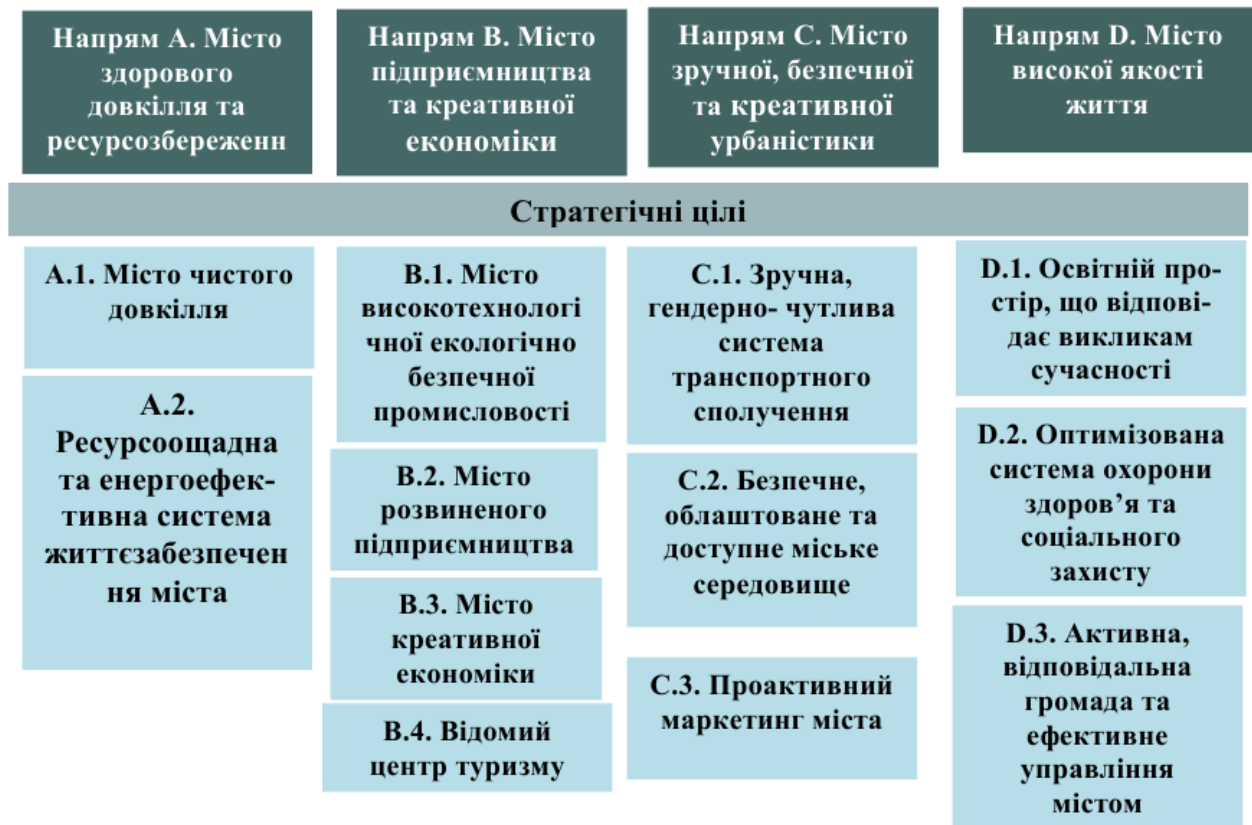 Напрям А. Місто
здорового
довкілля та
ресурсозбереженн
Напрям В. Місто
підприємництва
та креативної
економіки
Напрям С. Місто
зручної, безпечної
та креативної
урбаністики
Напрям D. Місто
високої якості
життя
Стратегічні цілі
А.1. Місто чистого
довкілля
А.2.
Ресурсоощадна
та енергоефек-
тивна система
життєзабезпечен
ня міста
В.1. Місто
високотехнологі
чної екологічно
безпечної
промисловості
В.2. Місто
розвиненого
підприємництва
В.3. Місто
креативної
економіки
В.4. Відомий
центр туризму
С.1. Зручна,
гендерно- чутлива
система
транспортного
сполучення
С.2. Безпечне,
облаштоване та
доступне міське
середовище
С.3. Проактивний
маркетинг міста
D.1. Освітній про-
стір, що відпові-
дає викликам
сучасності
D.2. Оптимізована
система охорони
здоров’я та
соціального
захисту
D.3. Активна,
відповідальна
громада та
ефективне
управління
містом